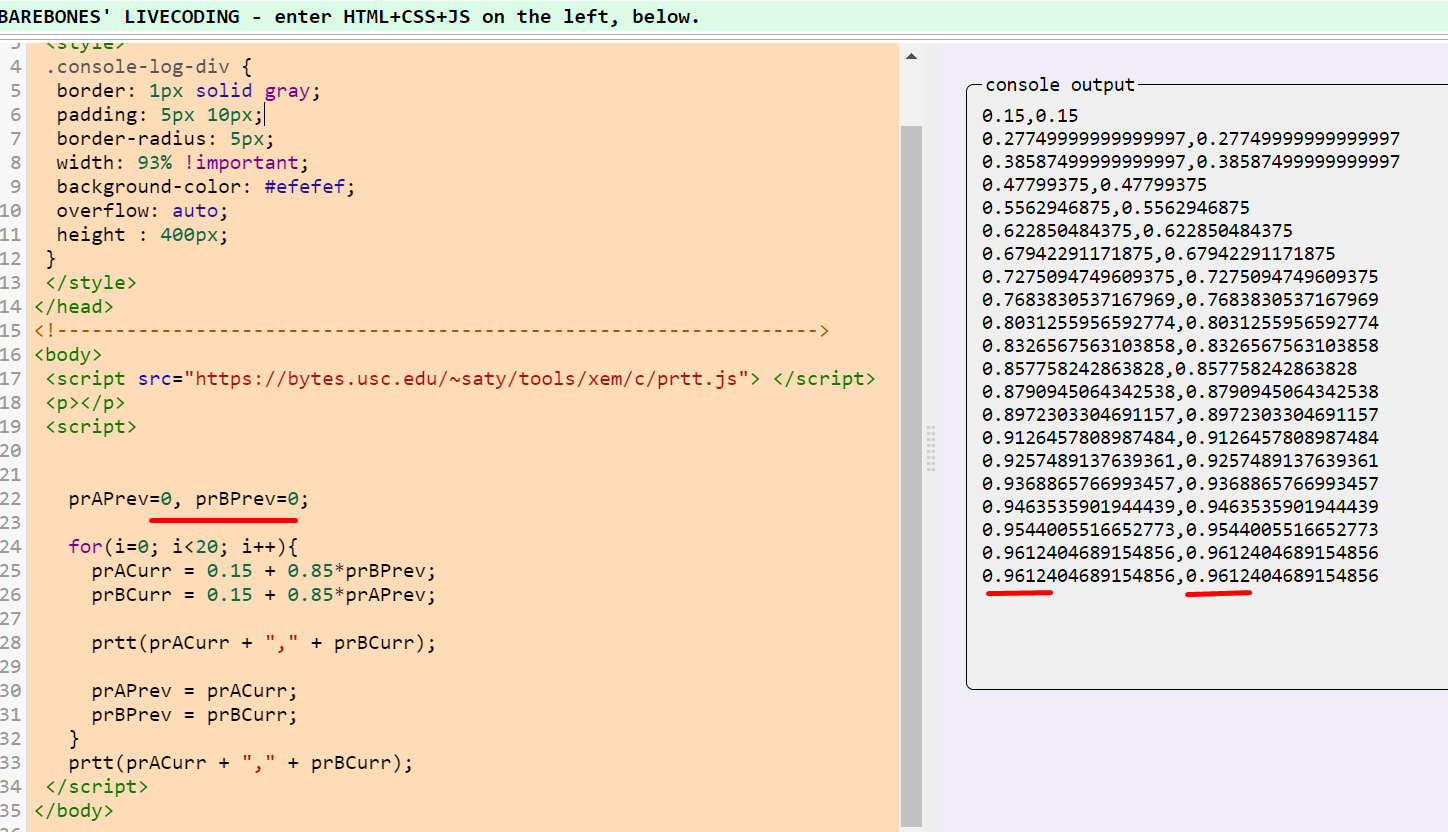 BAREBONES' LIVECODING - enter HTML+CSS+JS on the left, below.
3 <style>
4 .console-log-div {
5 border: 1px solid gray;
6 padding: 5px 10px;
7 border-radius: 5px;
8 width: 93% !important;
9 background-color: #efefef;
10 overflow: auto;
11 height : 400px;
12 }
13 </style>
14 </head>
15 <!------------------------------------------------------------------>
16 <body>
17 <script src="https://bytes.usc.edu/~saty/tools/xem/c/prtt.js"> </script>
18 <p></p>
19 <script>
20
21
22 prAPrev=0, prBPrev=0;
23
24 for(i=0; i<20; i++){
25 prACurr = 0.15 + 0.85*prBPrev;
26 prBCurr = 0.15 + 0.85*prAPrev;
27
28 prtt(prACurr + "," + prBCurr);
29
30 prAPrev = prACurr;
31 prBPrev = prBCurr;
32 }
33 prtt(prACurr + "," + prBCurr);
34 </script>
35 </body>
console output
0.15,0.15
0.27749999999999997,0.27749999999999997
0.38587499999999997,0.38587499999999997
0.47799375,0.47799375
0.5562946875,0.5562946875
0.622850484375,0.622850484375
0.67942291171875,0.67942291171875
0.7275094749609375,0.7275094749609375
0.7683830537167969,0.7683830537167969
0.8031255956592774,0.8031255956592774
0.8326567563103858,0.8326567563103858
0.857758242863828,0.857758242863828
0.8790945064342538,0.8790945064342538
0.8972303304691157,0.8972303304691157
0.9126457808987484,0.9126457808987484
0.9257489137639361,0.9257489137639361
0.9368865766993457,0.9368865766993457
0.9463535901944439,0.9463535901944439
0.9544005516652773,0.9544005516652773
0.9612404689154856,0.9612404689154856
0.9612404689154856,0.9612404689154856